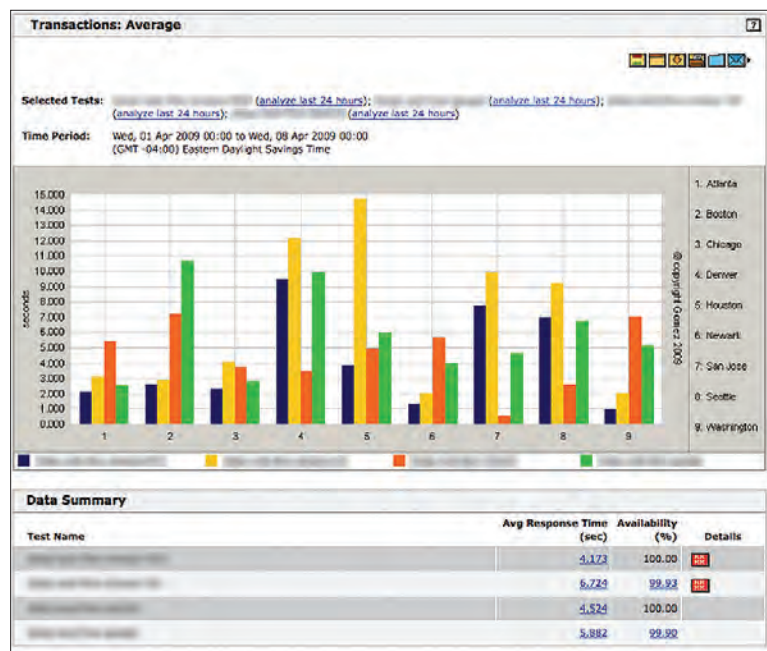 Transactions: Average
?
Selected Tests: (analyze last 24 hours); (analyze last 24 hours);
(analyze last 24 hours); (analyze last 24 hours)
Time Period: Wed, 01 Apr 2009 00:00 to Wed, 08 Apr 2009 00:00
(GMT -04:00) Eastern Daylight Savings Time
15.000
14.000
13.000
12.000
11.000
10.000
9.000
8.000
7.000
6.000
5.000
4.000
3.000
2.000
1.000
0.000
seconds
1 2 3 4 5 6 7 8 9
© copyright Gomez 2009
1. Atlanta
2. Boston
3. Chicago
4. Denver
5. Houston
6. Newark
7. San Jose
8. Seattle
9. Washington
Data Summary
Test Name Avg Response Time (sec) Availability (%) Details
4.173 100.00
6.724 99.93
4.524 100.00
5.882 99.90